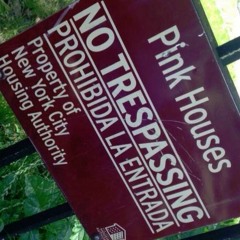 Pink Houses
NO TRESPASSING
PROHIBIDA LA ENTRADA
Property of
New York City
Housing Authority